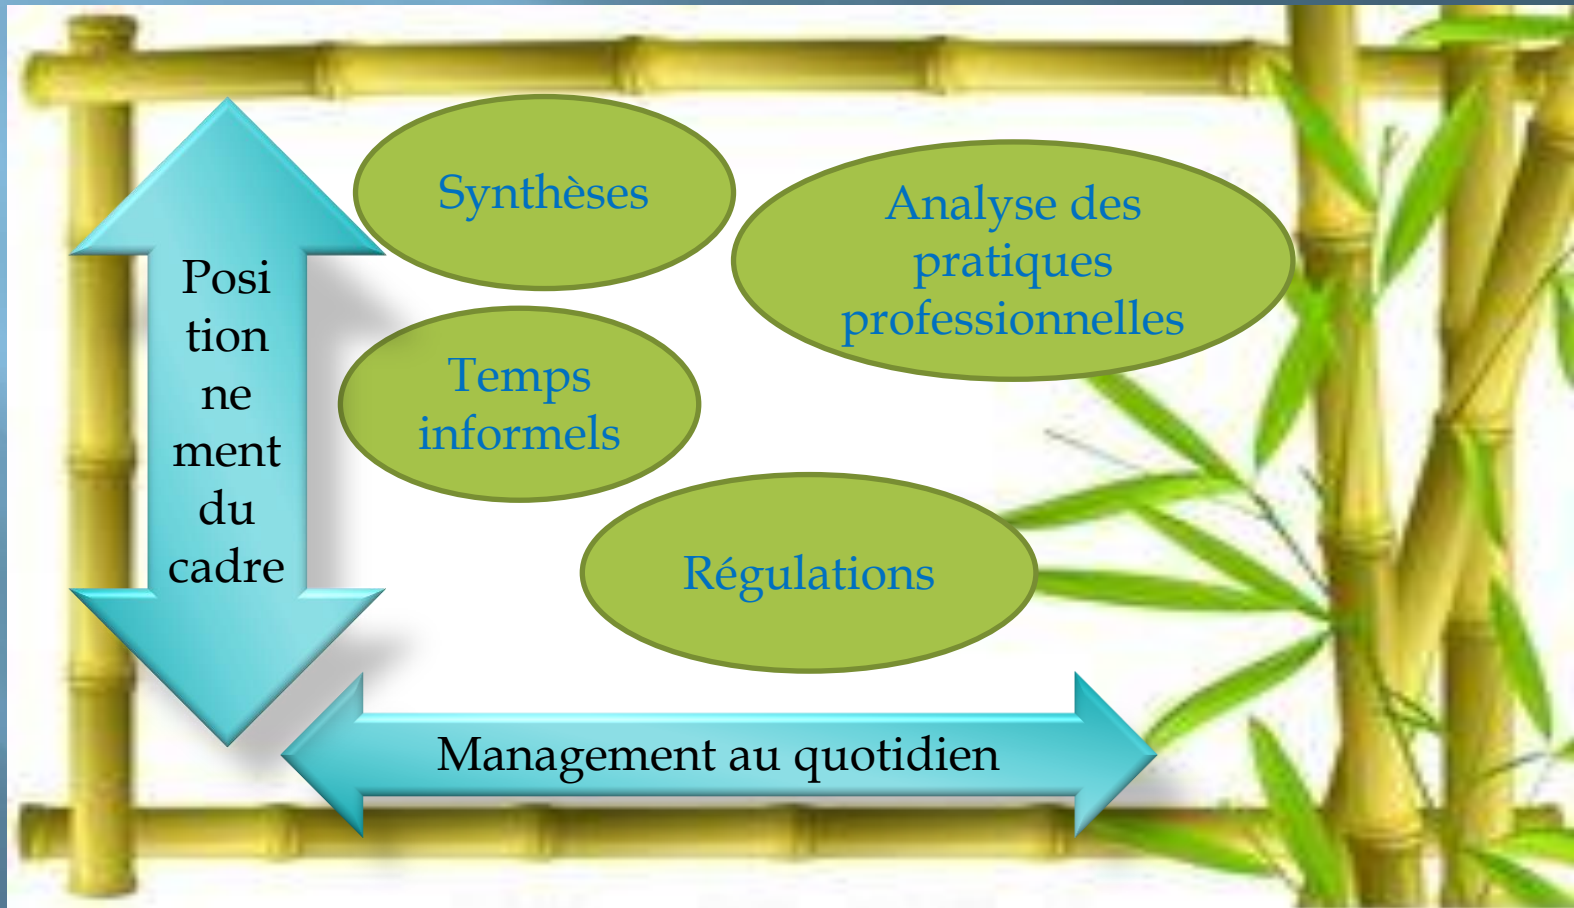 Posi
tion
ne
ment
du
cadre
Synthèses
Analyse des
pratiques
professionnelles
Temps
informels
Régulations
Management au quotidien